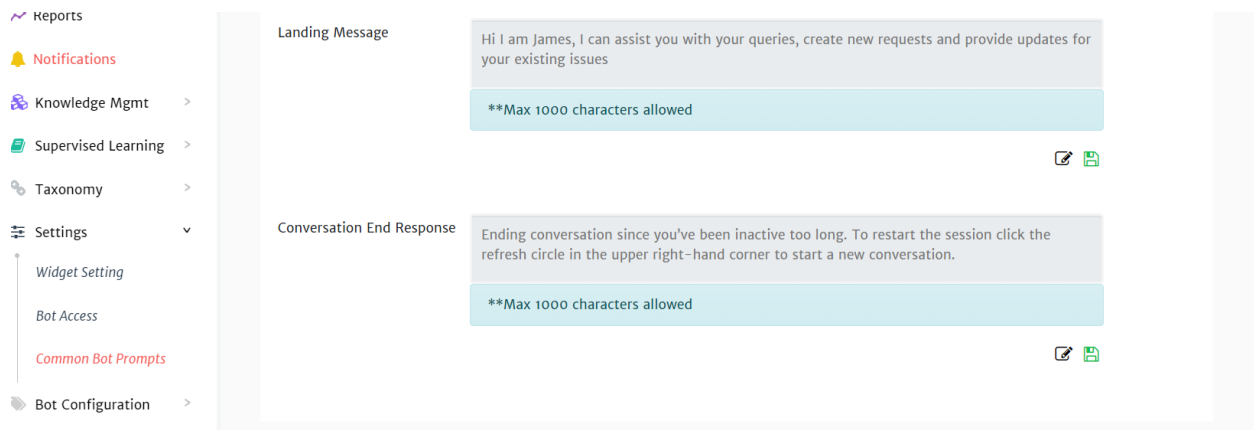 Reports
Notifications
Knowledge Mgmt
Supervised Learning
Taxonomy
Settings
Widget Setting
Bot Access
Common Bot Prompts
Bot Configuration
Landing Message
Hi I am James, I can assist you with your queries, create new requests and provide updates for
your existing issues
**Max 1000 characters allowed
Conversation End Response
Ending conversation since you've been inactive too long. To restart the session click the
refresh circle in the upper right-hand corner to start a new conversation.
**Max 1000 characters allowed